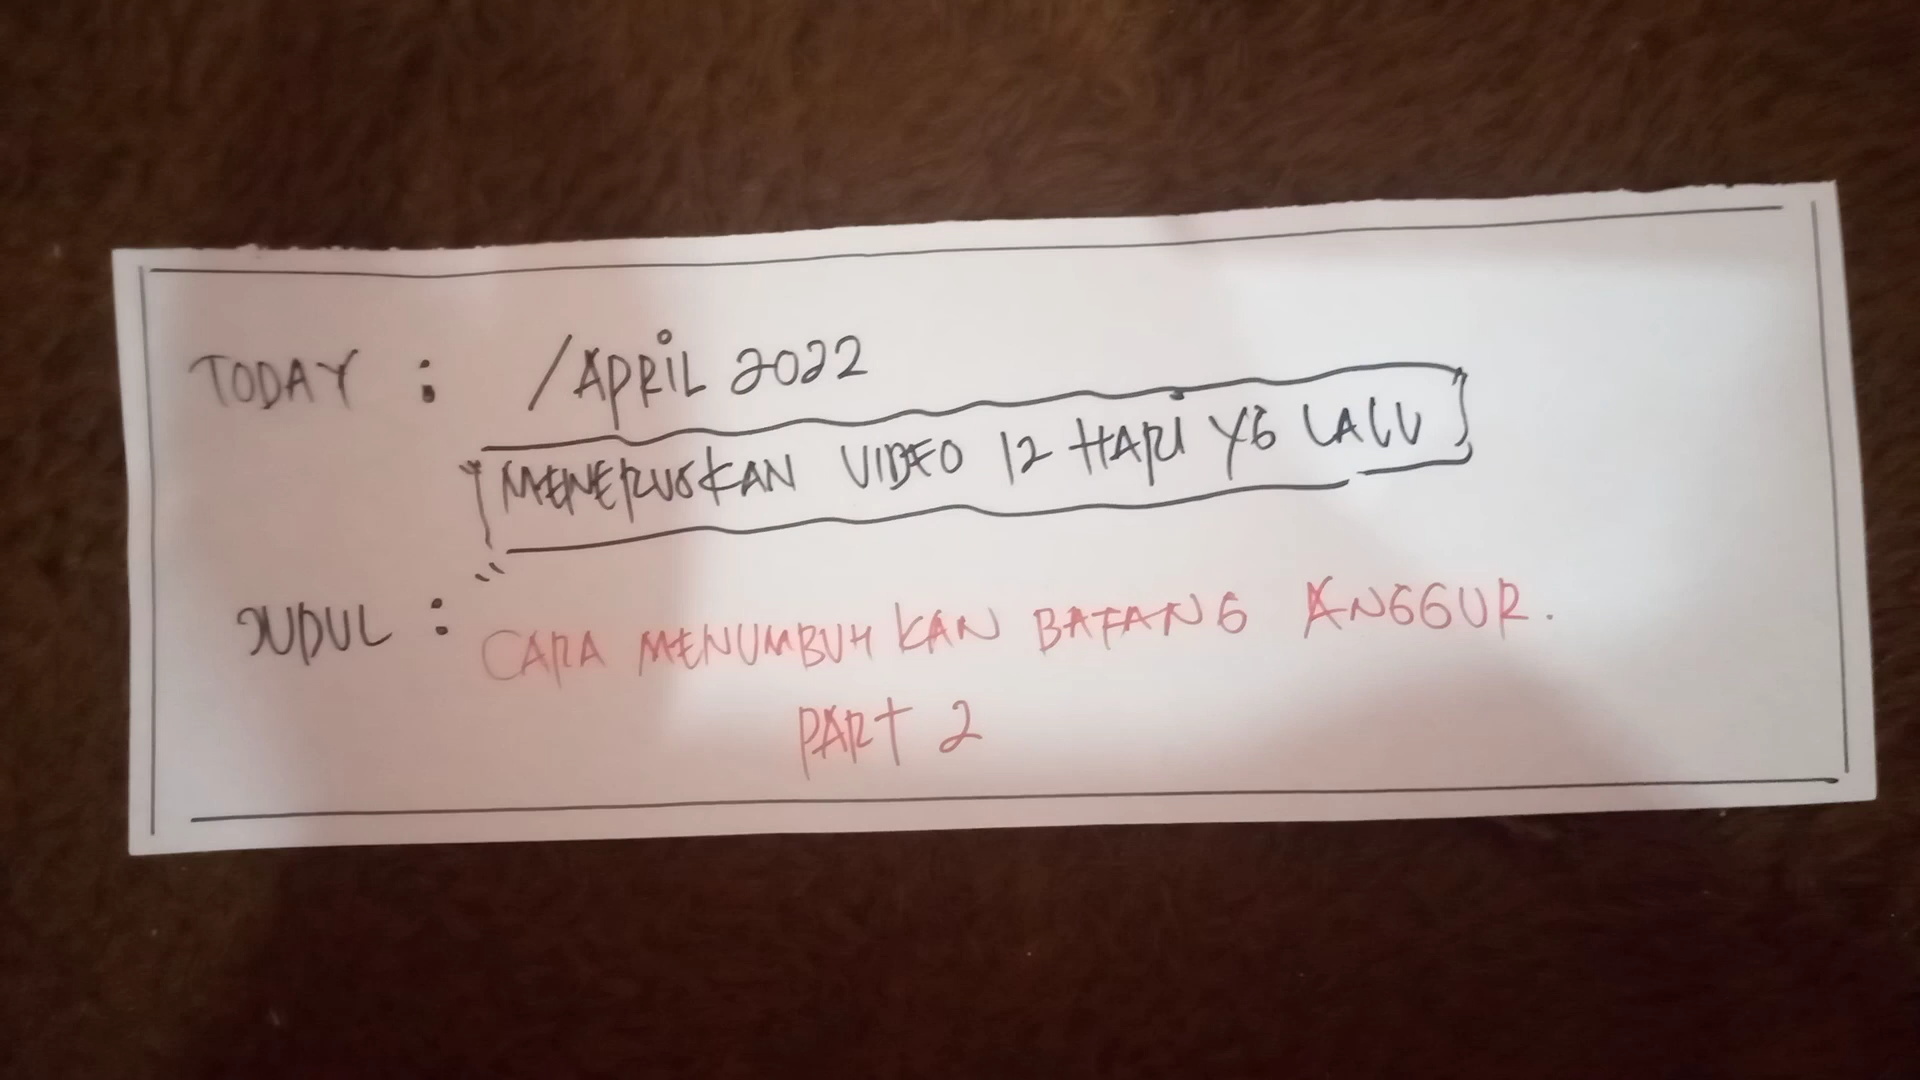 TODAY : /APRIL 2022
MENERUSKAN VIDEO 12 HARI YG LALU
JUDUL : "CARA MENUMBUHKAN BATANG ANGGUR.
PART 2